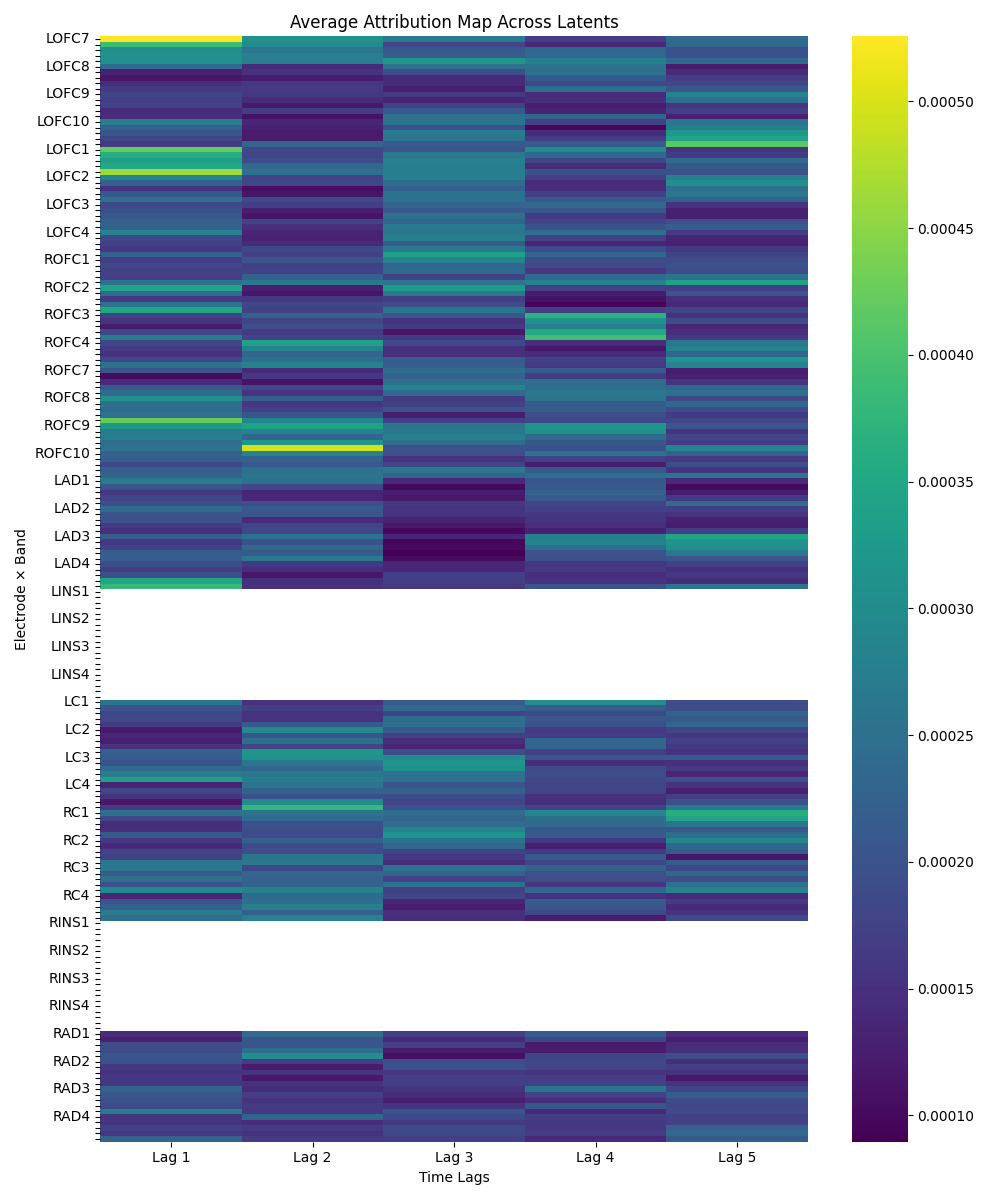 Average Attribution Map Across Latents
LOFC7
LOFC8
LOFC9
LOFC10
LOFC1
LOFC2
LOFC3
LOFC4
ROFC1
ROFC2
ROFC3
ROFC4
ROFC7
ROFC8
ROFC9
ROFC10
LAD1
LAD2
LAD3
LAD4
LINS1
LINS2
LINS3
LINS4
LC1
LC2
LC3
LC4
RC1
RC2
RC3
RC4
RINS1
RINS2
RINS3
RINS4
RAD1
RAD2
RAD3
RAD4
Electrode × Band
Lag 1 Lag 2 Lag 3 Lag 4 Lag 5
Time Lags
0.00050
0.00045
0.00040
0.00035
0.00030
0.00025
0.00020
0.00015
0.00010